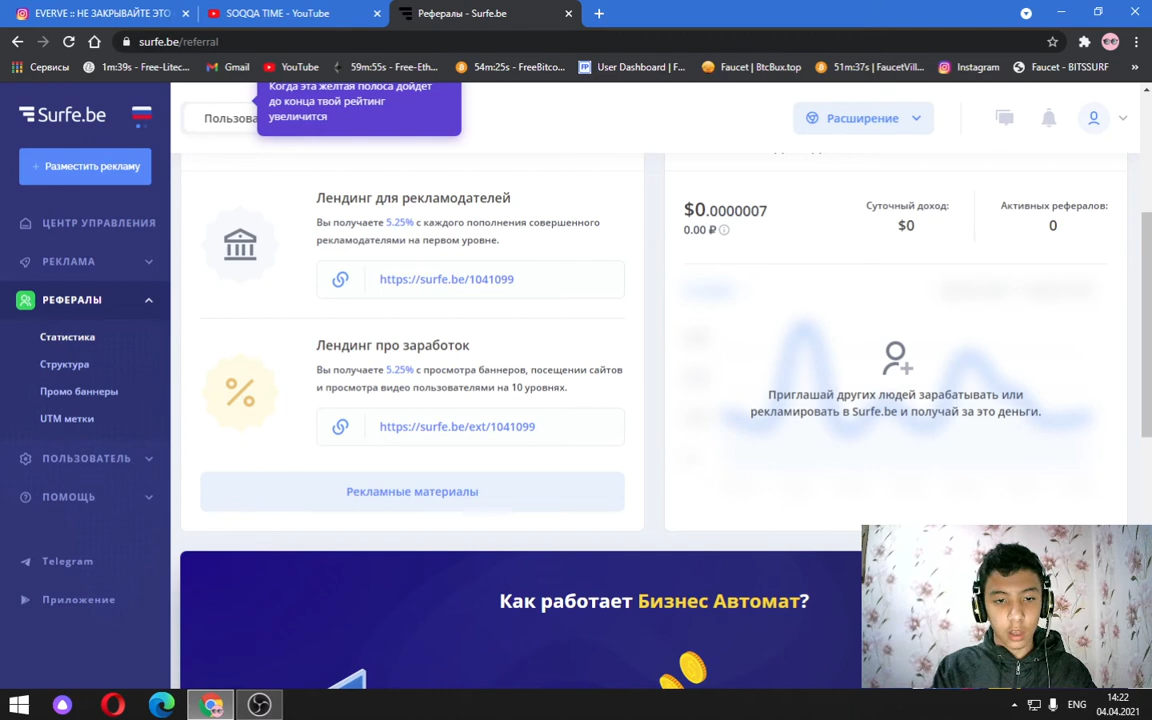 EVERVE :: НЕ ЗАКРЫВАЙТЕ ЭТО
SOQQA TIME - YouTube
Рефералы - Surfe.be
surfe.be/referral
Сервисы
1m:39s - Free-Litec...
Gmail
YouTube
59m:55s - Free-Eth...
54m:25s - FreeBitco...
User Dashboard | F...
Faucet | BtcBux.top
51m:37s | FaucetVill...
Instagram
Faucet - BITSSURF
»
Surfe.be
+ Разместить рекламу
ЦЕНТР УПРАВЛЕНИЯ
РЕКЛАМА
РЕФЕРАЛЫ
Статистика
Структура
Промо баннеры
UTM метки
ПОЛЬЗОВАТЕЛЬ
ПОМОЩЬ
Telegram
Приложение
Пользова
Когда эта желтая полоса дойдет
до конца твой рейтинг
увеличится
Расширение
Лендинг для рекламодателей
Вы получаете 5.25% с каждого пополнения совершенного
рекламодателями на первом уровне.
https://surfe.be/1041099
Лендинг про заработок
Вы получаете 5.25% с просмотра баннеров, посещении сайтов
и просмотра видео пользователями на 10 уровнях.
https://surfe.be/ext/1041099
Рекламные материалы
$0.0000007
0.00 ₽
Суточный доход:
$0
Активных рефералов:
0
Приглашай других людей зарабатывать или
рекламировать в Surfe.be и получай за это деньги.
Как работает Бизнес Автомат?
ENG
14:22
04.04.2021